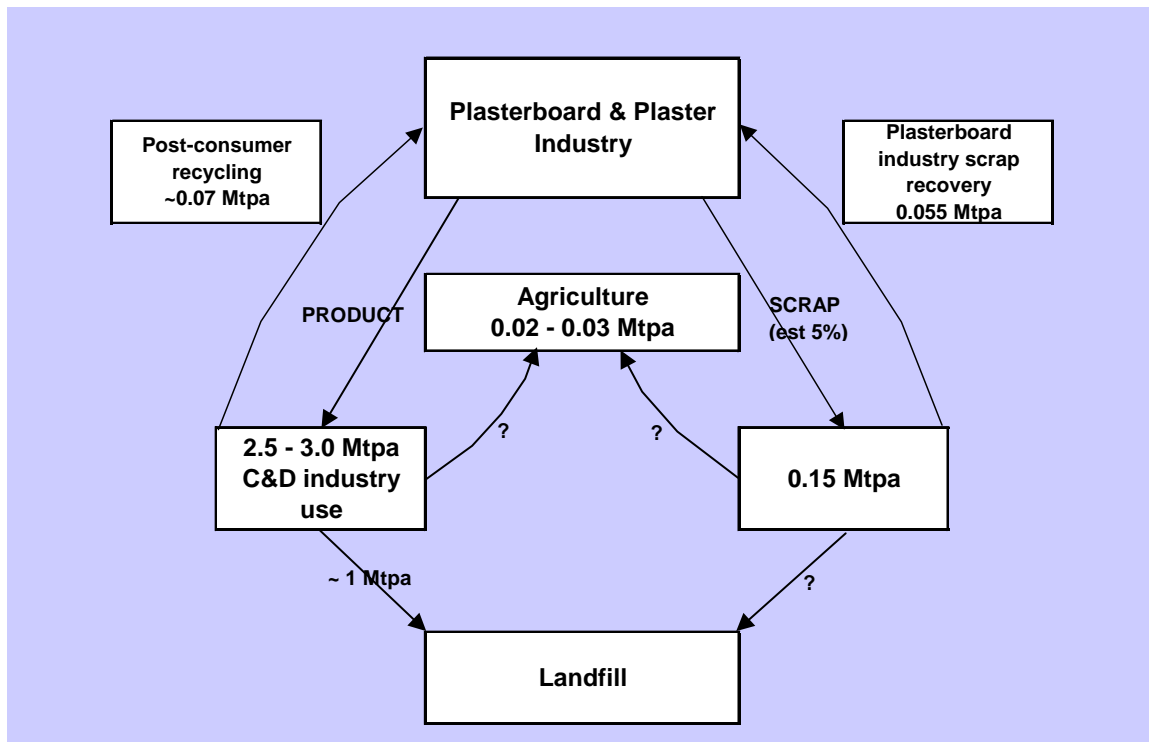 Plasterboard & Plaster
Industry
Post-consumer
recycling
~0.07 Mtpa
Plasterboard
industry scrap
recovery
0.055 Mtpa
Agriculture
0.02 - 0.03 Mtpa
PRODUCT
SCRAP
(est 5%)
?
?
2.5 - 3.0 Mtpa
C&D industry
use
0.15 Mtpa
~ 1 Mtpa
?
Landfill